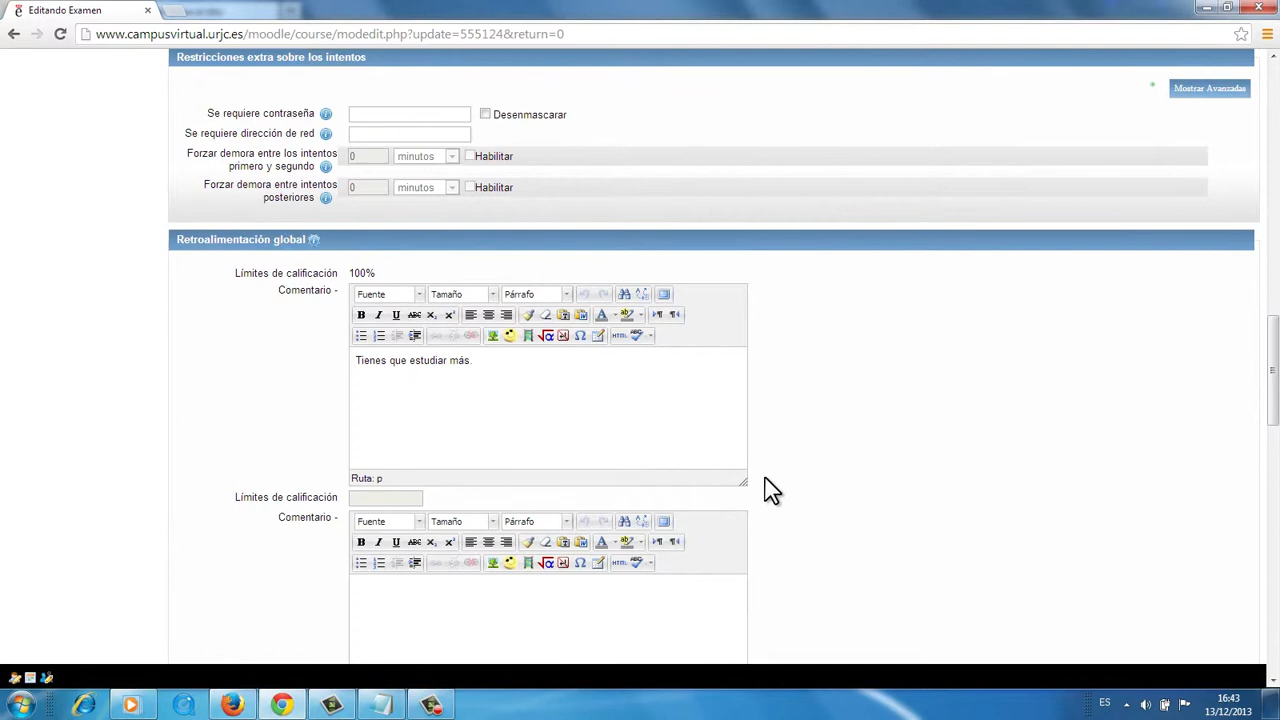 Editando Examen
www.campusvirtual.urjc.es/moodle/course/modedit.php?update=555124&return=0
Restricciones extra sobre los intentos
Mostrar Avanzadas
Se requiere contraseña
Desenmascarar
Se requiere dirección de red
Forzar demora entre los intentos primero y segundo
0 minutos Habilitar
Forzar demora entre intentos posteriores
0 minutos Habilitar
Retroalimentación global
Límites de calificación 100%
Comentario -
Fuente Tamaño Párrafo
Tienes que estudiar más.
Ruta: p
Límites de calificación
Comentario -
Fuente Tamaño Párrafo
ES
16:43
13/12/2013